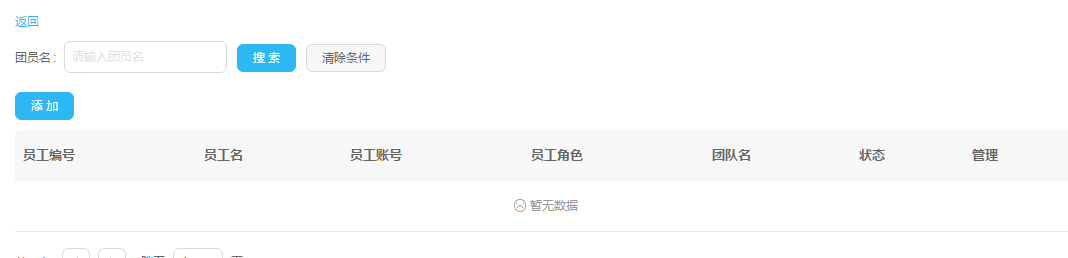 返回
团员名: 请输入团员名 搜 索 清除条件
添 加
员工编号 员工名 员工账号 员工角色 团队名 状态 管理
暂无数据